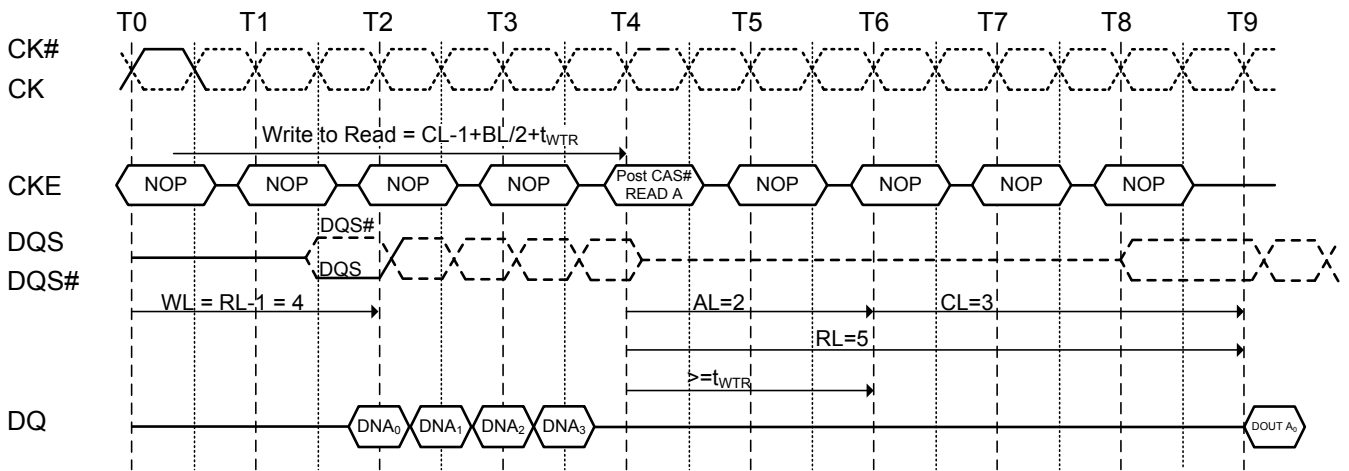 T0 T1 T2 T3 T4 T5 T6 T7 T8 T9
CK#
CK
Write to Read = CL-1+BL/2+tWTR
CKE NOP NOP NOP NOP Post CAS# READ A NOP NOP NOP NOP
DQS DQS#
DQS# DQS
WL = RL-1 = 4 AL=2 CL=3
RL=5
>=tWTR
DQ DNA0 DNA1 DNA2 DNA3 DOUT A0